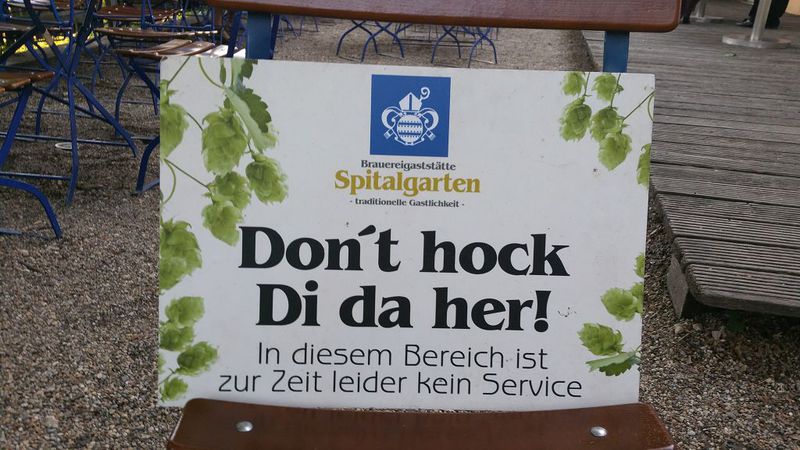 Brauereigaststätte
Spitalgarten
- traditionelle Gastlichkeit -
Don´t hock
Di da her!
In diesem Bereich ist
zur Zeit leider kein Service